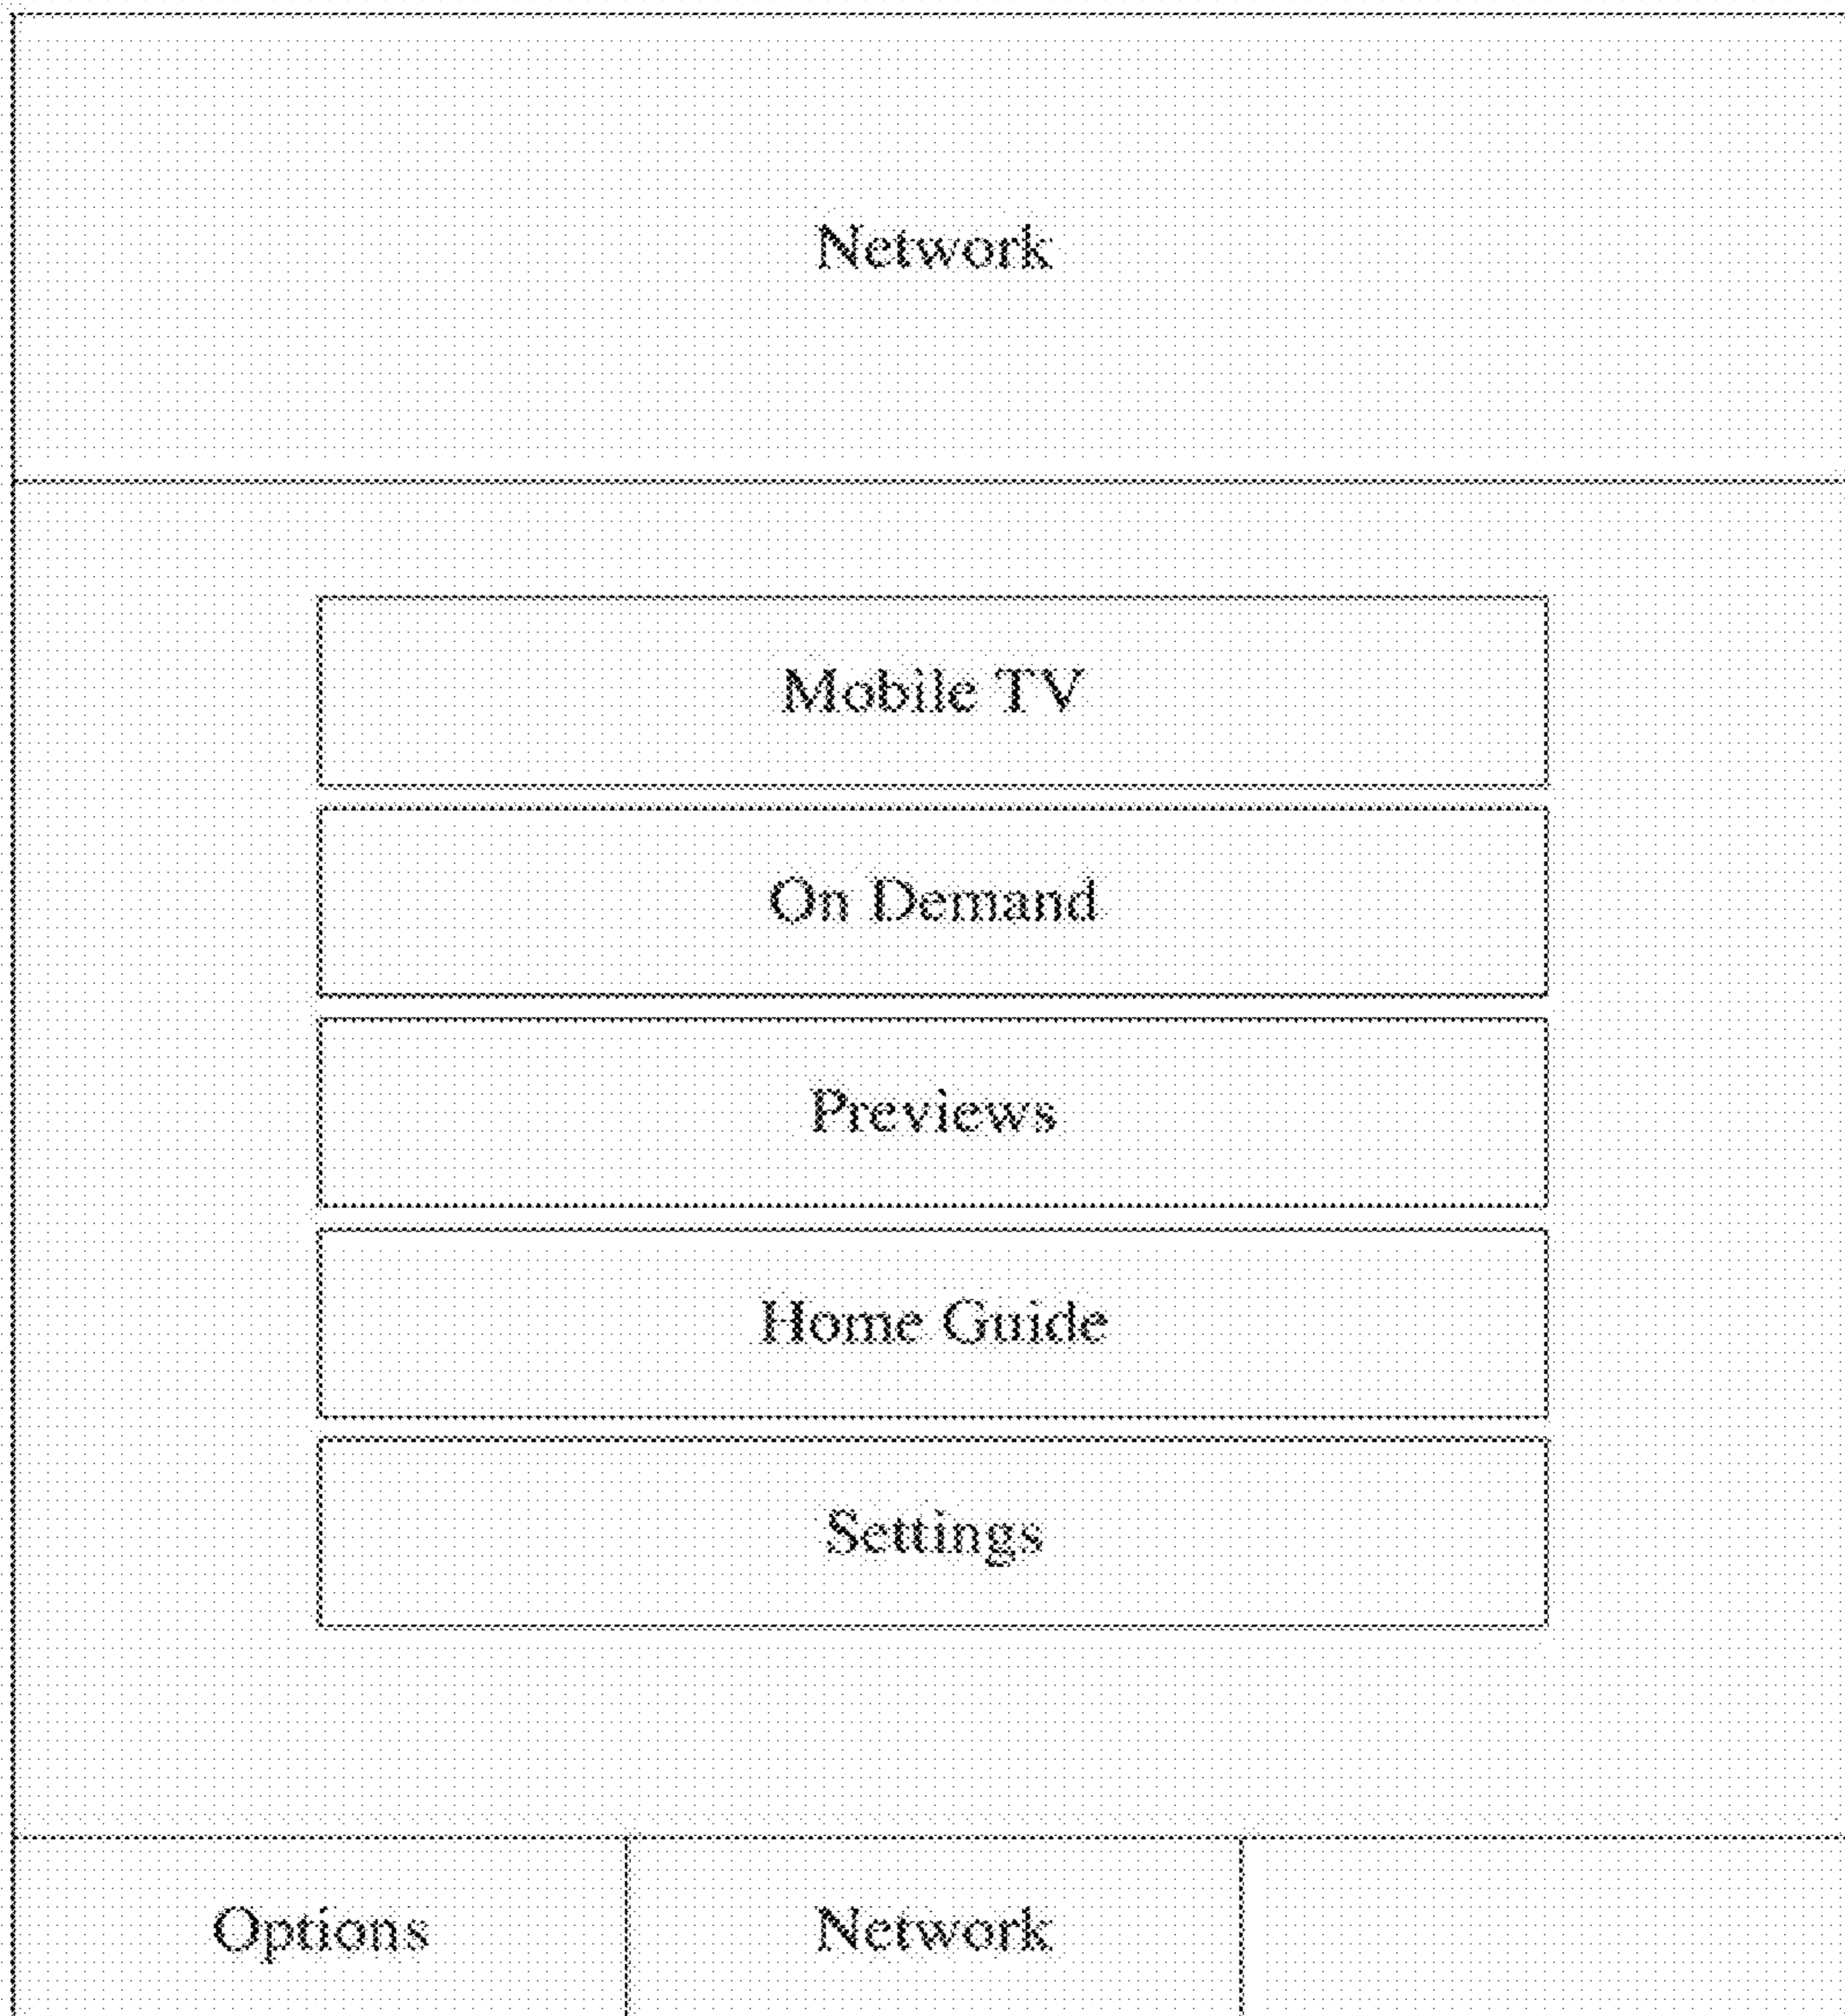 Network
Mobile TV
On Demand
Previews
Home Guide
Settings
Options Network